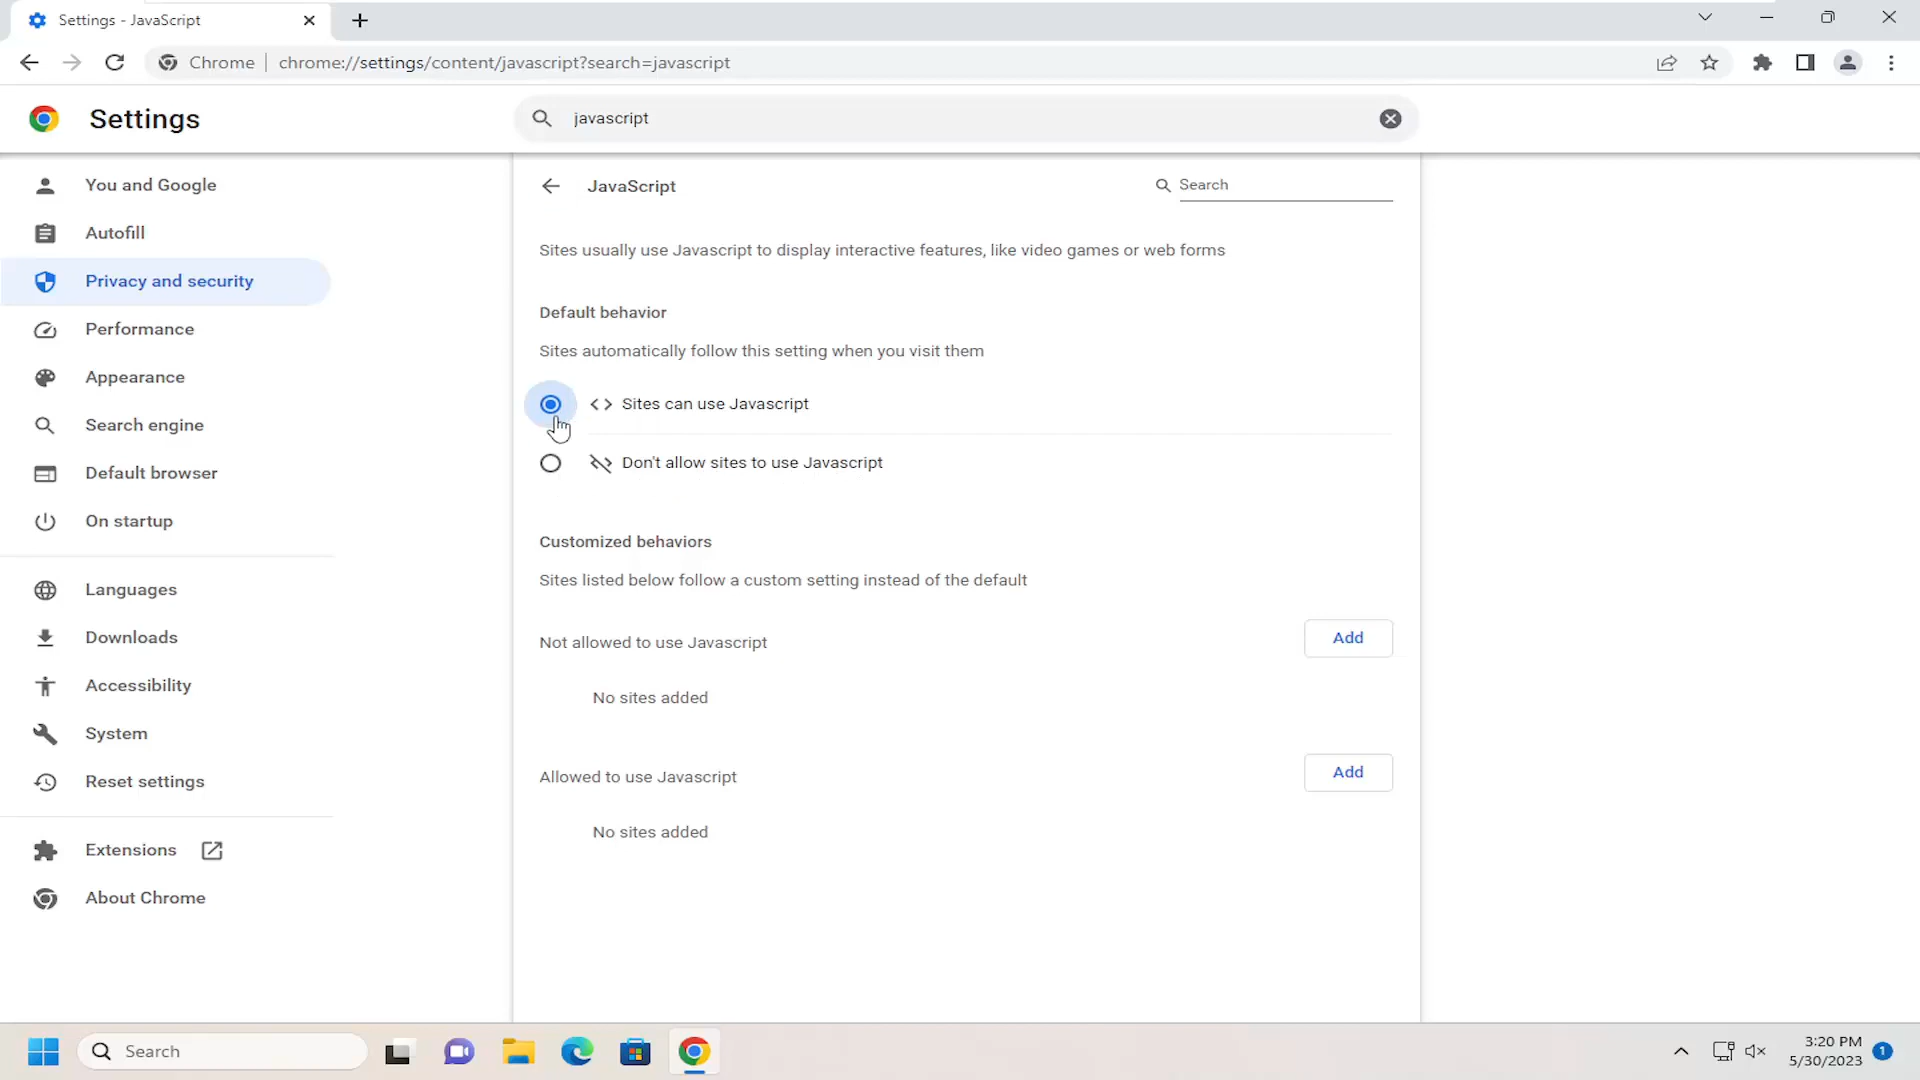 Settings - JavaScript
Chrome
chrome://settings/content/javascript?search=javascript
Settings
javascript
You and Google
Autofill
Privacy and security
Performance
Appearance
Search engine
Default browser
On startup
Languages
Downloads
Accessibility
System
Reset settings
Extensions
About Chrome
JavaScript
Search
Sites usually use Javascript to display interactive features, like video games or web forms
Default behavior
Sites automatically follow this setting when you visit them
Sites can use Javascript
Don't allow sites to use Javascript
Customized behaviors
Sites listed below follow a custom setting instead of the default
Not allowed to use Javascript
Add
No sites added
Allowed to use Javascript
Add
No sites added
Search
3:20 PM
5/30/2023
1